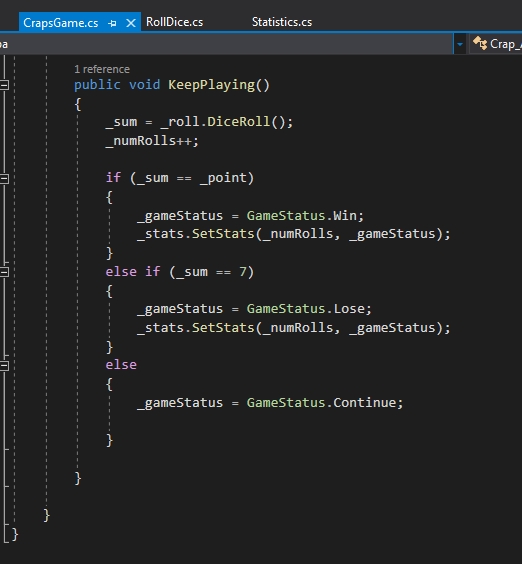 CrapsGame.cs RollDice.cs Statistics.cs
pa Crap_A
1 reference
public void KeepPlaying()
{
_sum = _roll.DiceRoll();
_numRolls++;
if (_sum == _point)
{
_gameStatus = GameStatus.Win;
_stats.SetStats(_numRolls, _gameStatus);
}
else if (_sum == 7)
{
_gameStatus = GameStatus.Lose;
_stats.SetStats(_numRolls, _gameStatus);
}
else
{
_gameStatus = GameStatus.Continue;
}
}
}
}